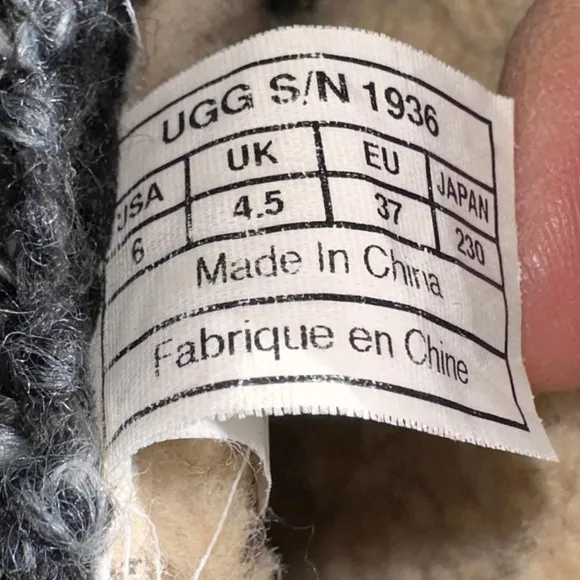 UGG S/N 1936
USA UK EU JAPAN
6 4.5 37 230
Made In China
Fabrique en Chine